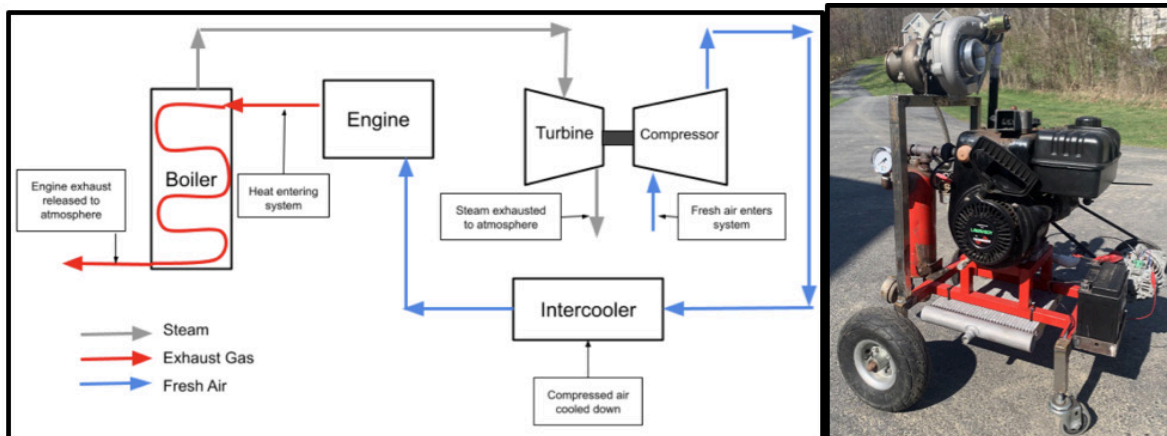 Boiler
Engine
Turbine
Compressor
Engine exhaust
released to
atmosphere
Heat entering
system
Steam exhausted
to atmosphere
Fresh air enters
system
Intercooler
Compressed air
cooled down
Steam
Exhaust Gas
Fresh Air